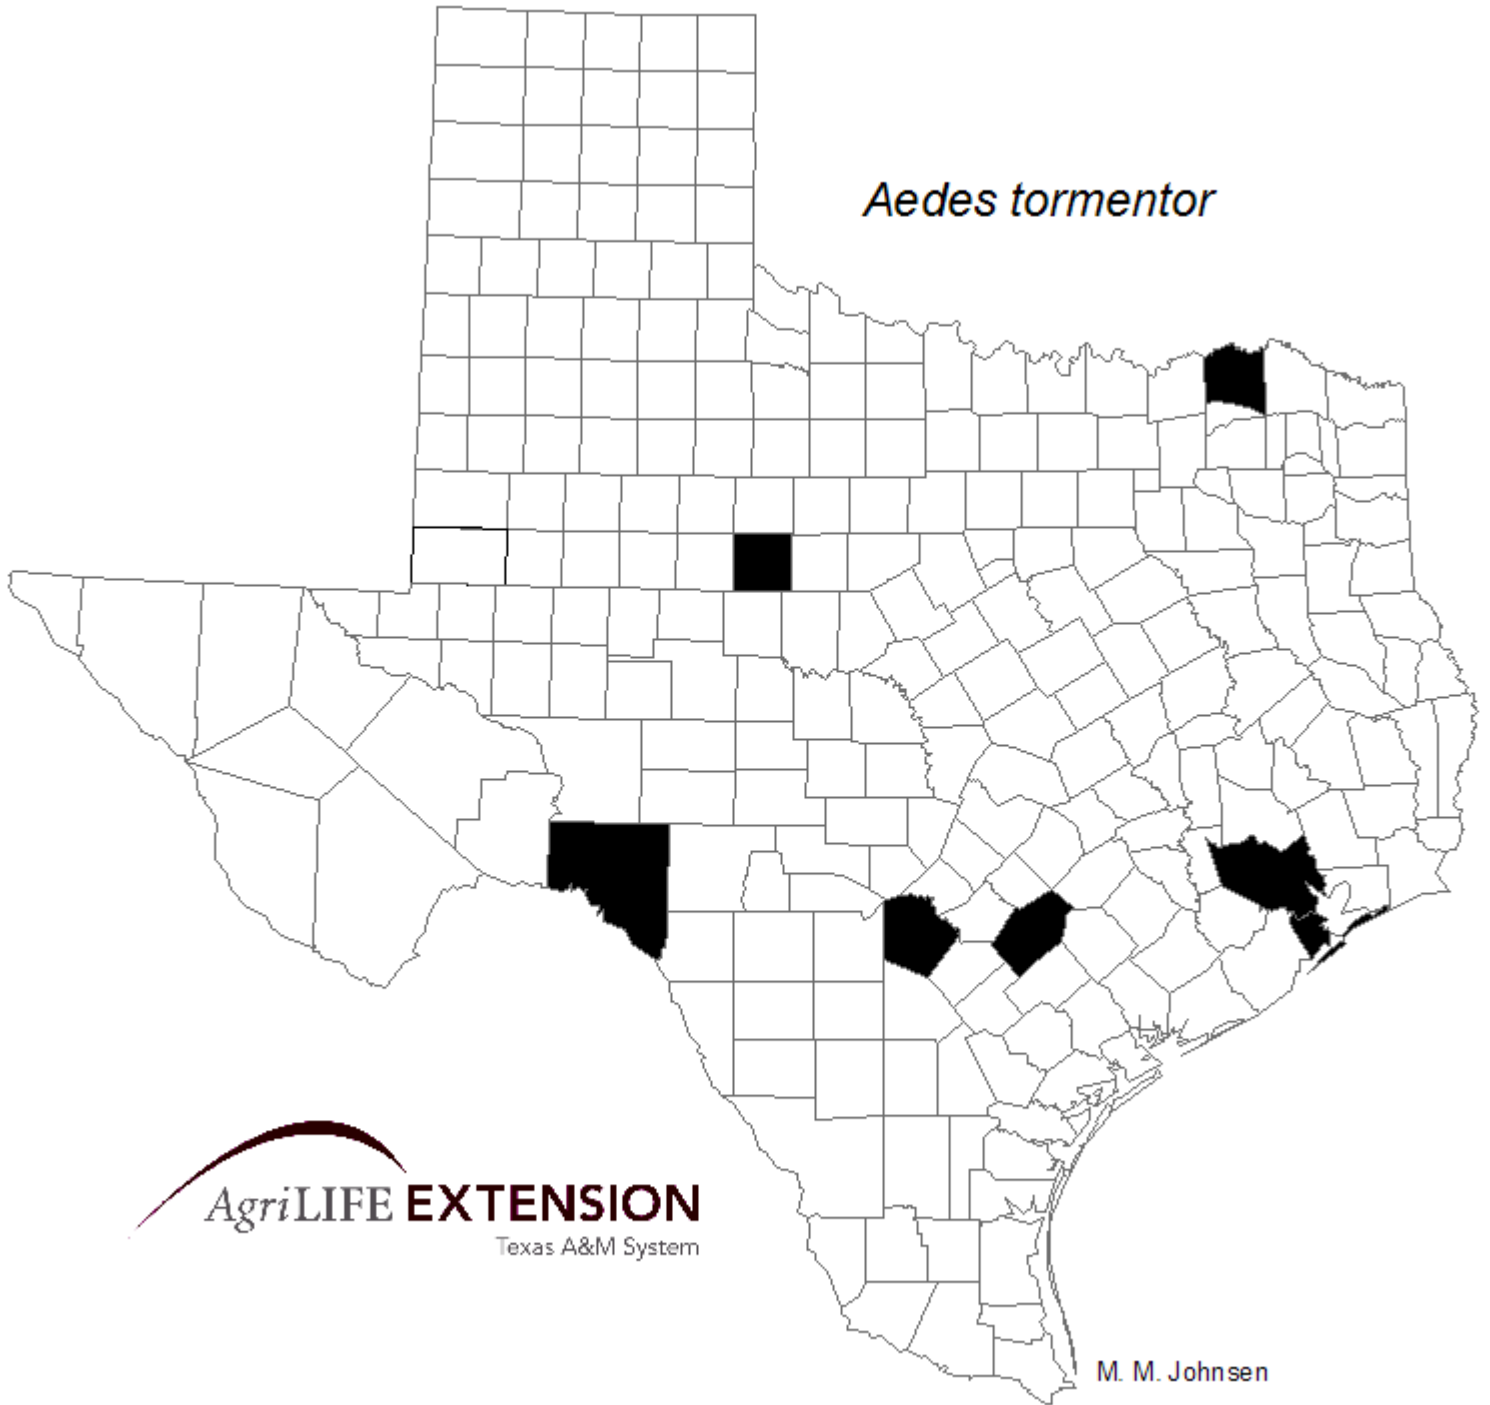 Aedes tormentor
AgriLIFE EXTENSION
Texas A&M System
M. M. Johnsen